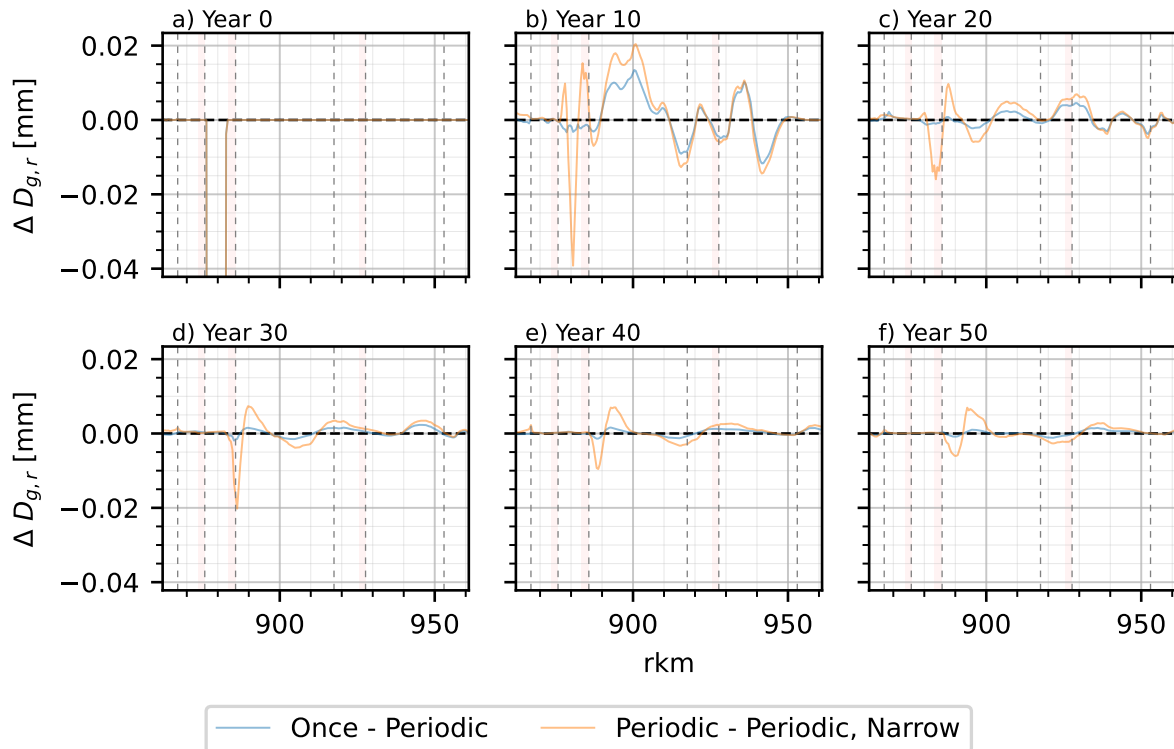 a) Year 0
b) Year 10
c) Year 20
0.02
0.00
−0.02
−0.04
Δ D_{g,r} [mm]
d) Year 30
e) Year 40
f) Year 50
0.02
0.00
−0.02
−0.04
Δ D_{g,r} [mm]
900 950 900 950 900 950
rkm
Once - Periodic Periodic - Periodic, Narrow